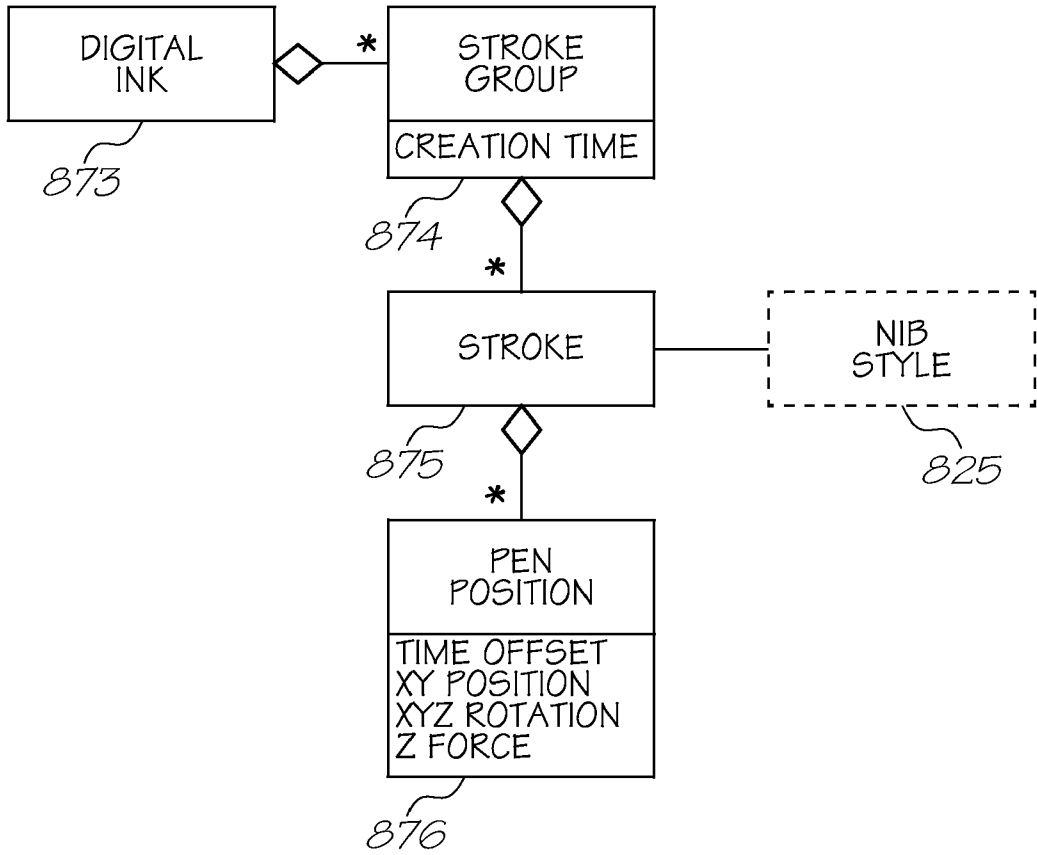 DIGITAL
INK
*
STROKE
GROUP
CREATION TIME
873
874
*
STROKE
NIB
STYLE
875
825
*
PEN
POSITION
TIME OFFSET
XY POSITION
XYZ ROTATION
Z FORCE
876